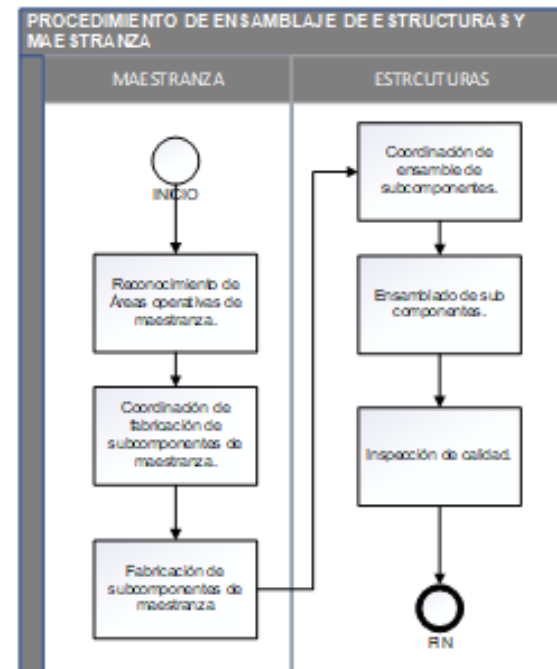 PROCEDIMIENTO DE ENSAMBLAJE DE ESTRUCTURAS Y
MAESTRANZA
MAESTRANZA
ESTRCUTURAS
INICIO
Reconocimiento de
Áreas operativas de
maestranza.
Coordinación de
fabricación de
subcomponentes de
maestranza.
Fabricación de
subcomponentes de
maestranza
Coordinación de
ensamble de
subcomponentes.
Ensamblado de sub
componentes.
Inspección de calidad.
FIN